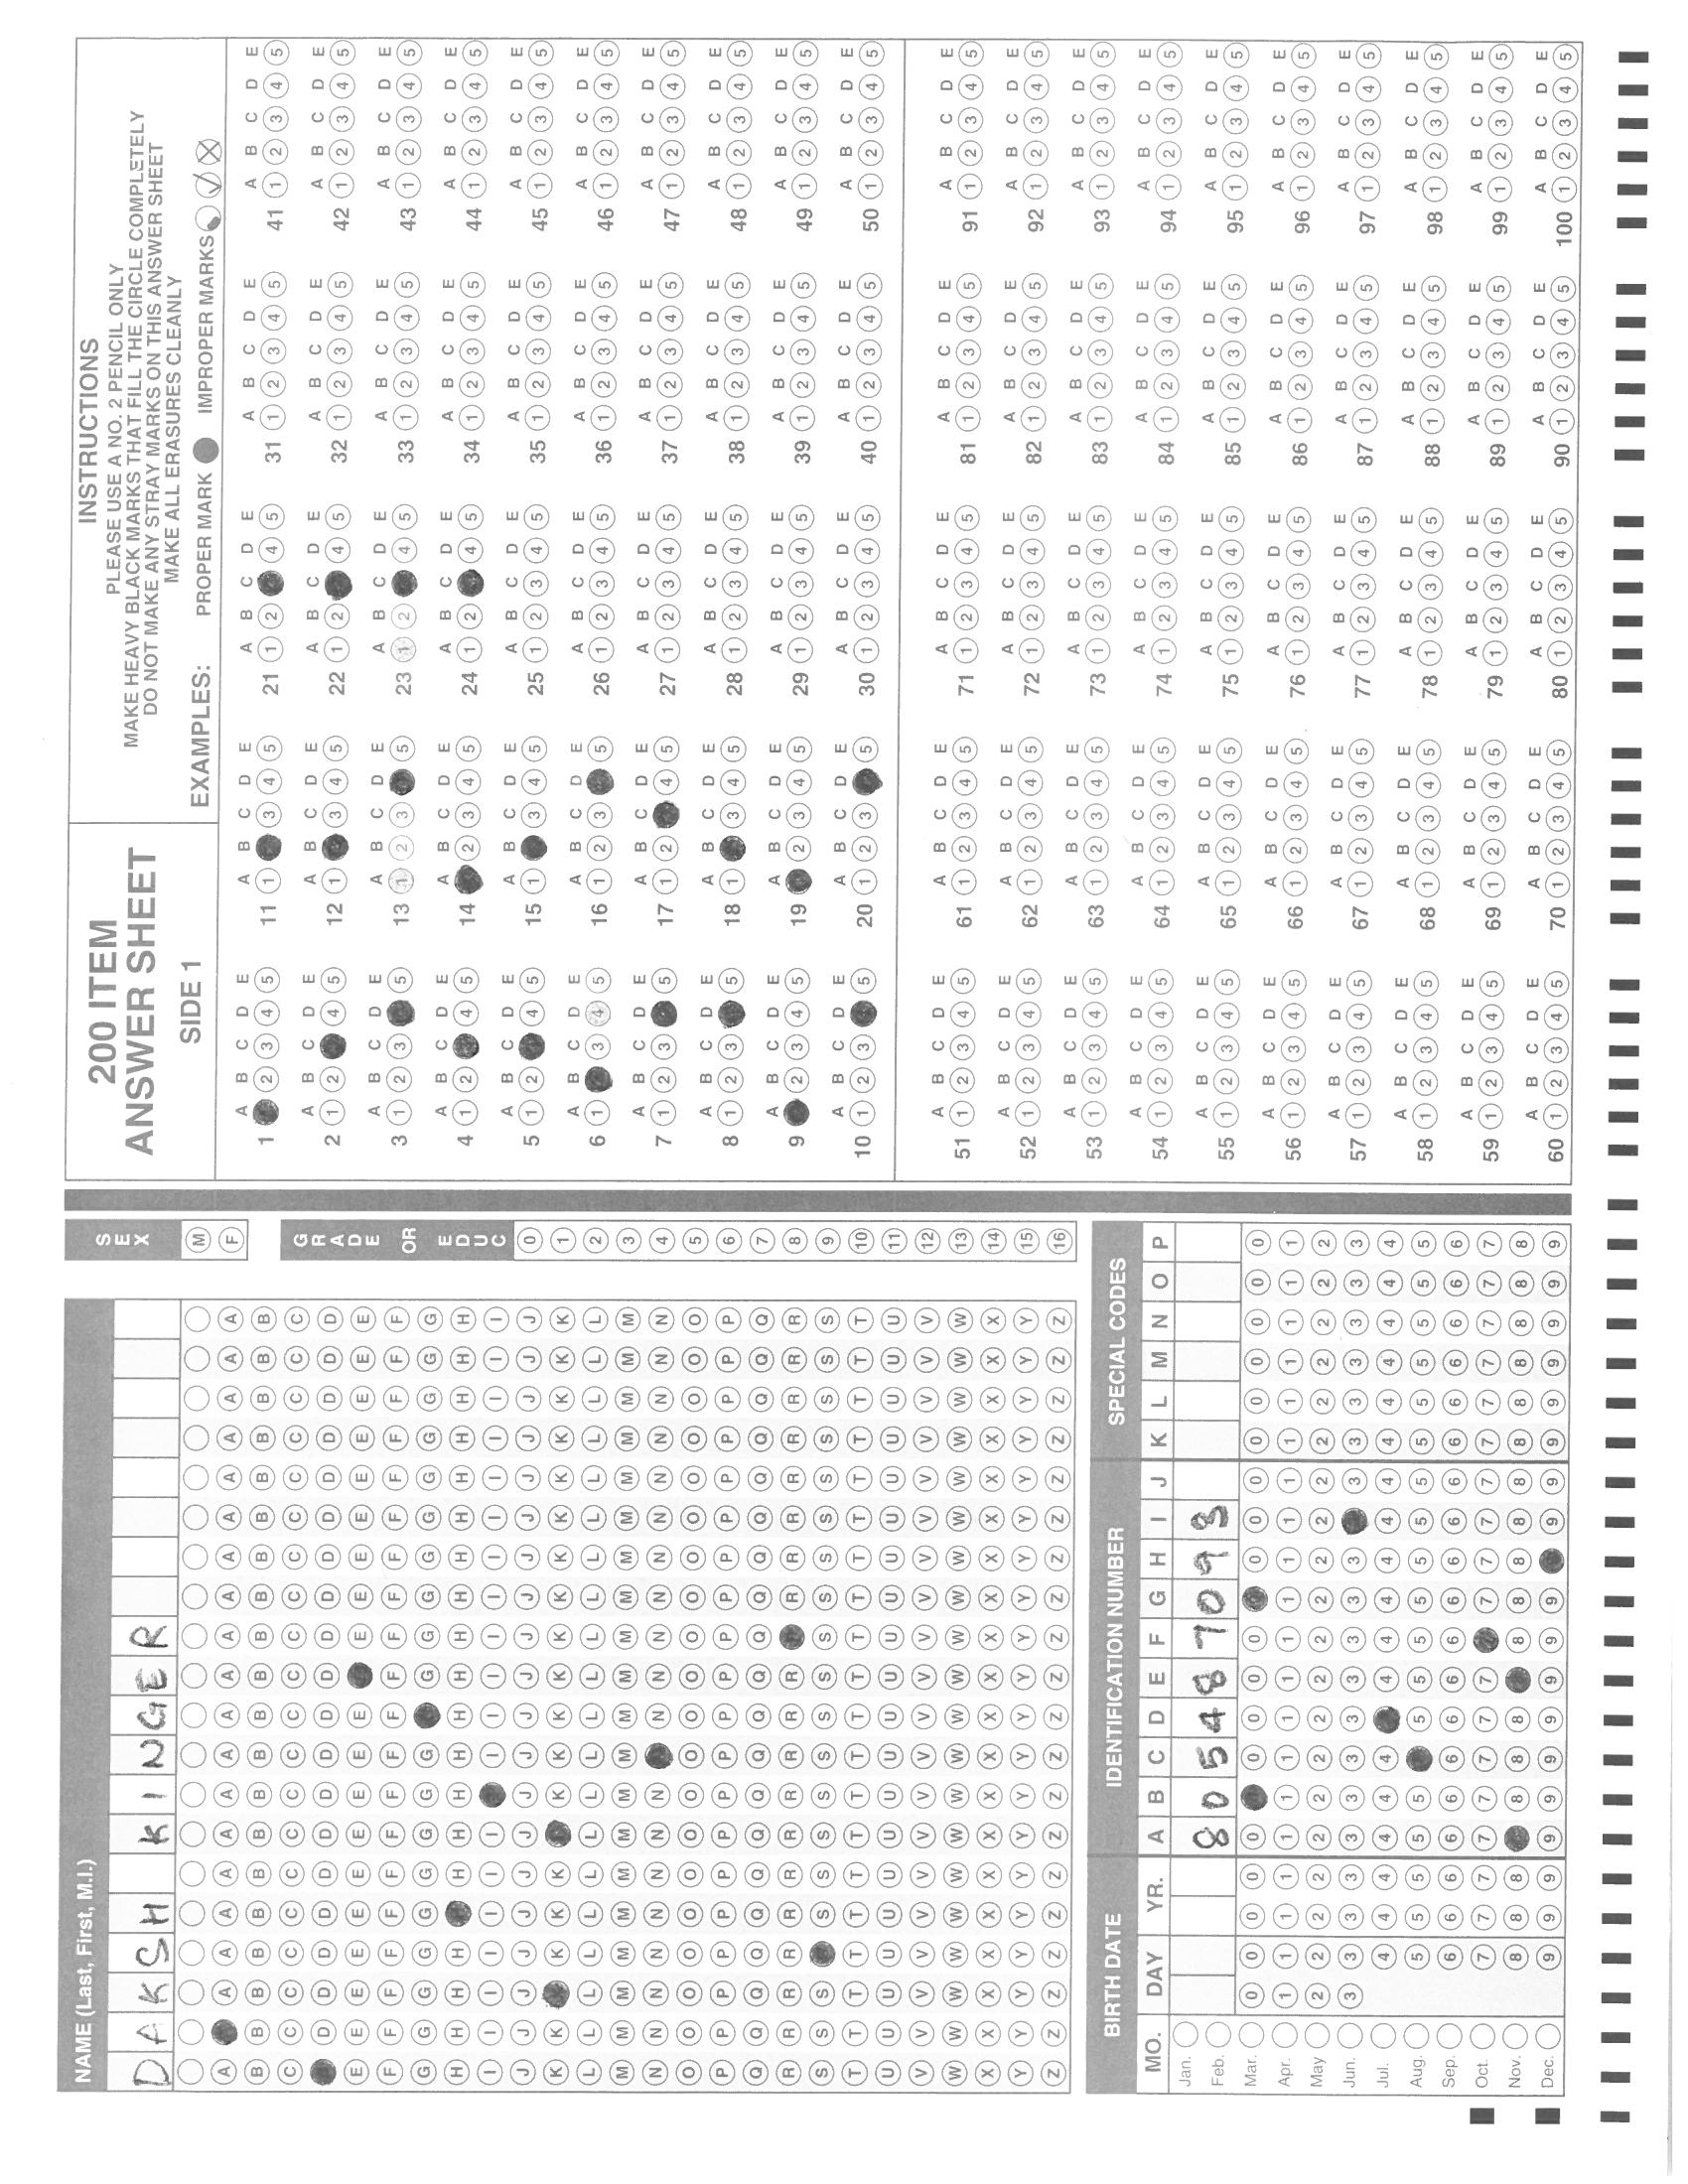 NAME (Last, First, M.I.)
DAKSH KINGER
SEX
M
F
GRADE OR EDUC
0 1 2 3 4 5 6 7 8 9 10 11 12 13 14 15 16
BIRTH DATE
IDENTIFICATION NUMBER
SPECIAL CODES
MO. DAY YR. A B C D E F G H I J K L M N O P
805487093
Jan.
Feb.
Mar.
Apr.
May
Jun.
Jul.
Aug.
Sep.
Oct.
Nov.
Dec.
200 ITEM
ANSWER SHEET
SIDE 1
INSTRUCTIONS
PLEASE USE A NO. 2 PENCIL ONLY
MAKE HEAVY BLACK MARKS THAT FILL THE CIRCLE COMPLETELY
DO NOT MAKE ANY STRAY MARKS ON THIS ANSWER SHEET
MAKE ALL ERASURES CLEANLY
EXAMPLES: PROPER MARK IMPROPER MARKS
A B C D E
1 11 21 31 41
2 12 22 32 42
3 13 23 33 43
4 14 24 34 44
5 15 25 35 45
6 16 26 36 46
7 17 27 37 47
8 18 28 38 48
9 19 29 39 49
10 20 30 40 50
51 61 71 81 91
52 62 72 82 92
53 63 73 83 93
54 64 74 84 94
55 65 75 85 95
56 66 76 86 96
57 67 77 87 97
58 68 78 88 98
59 69 79 89 99
60 70 80 90 100